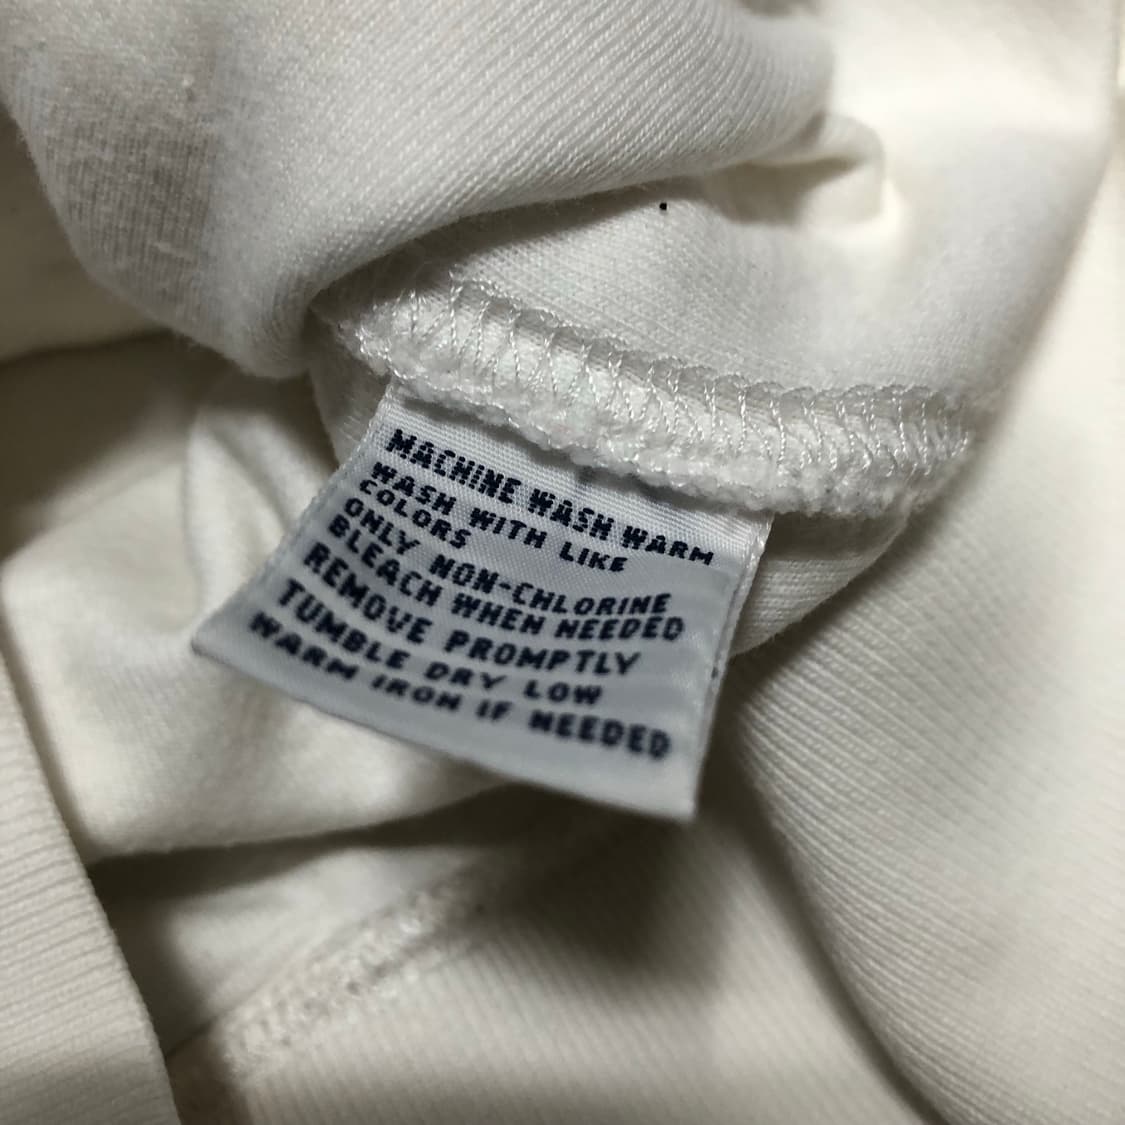 MACHINE WASH WARM
WASH WITH LIKE
COLORS
ONLY NON-CHLORINE
BLEACH WHEN NEEDED
REMOVE PROMPTLY
TUMBLE DRY LOW
WARM IRON IF NEEDED